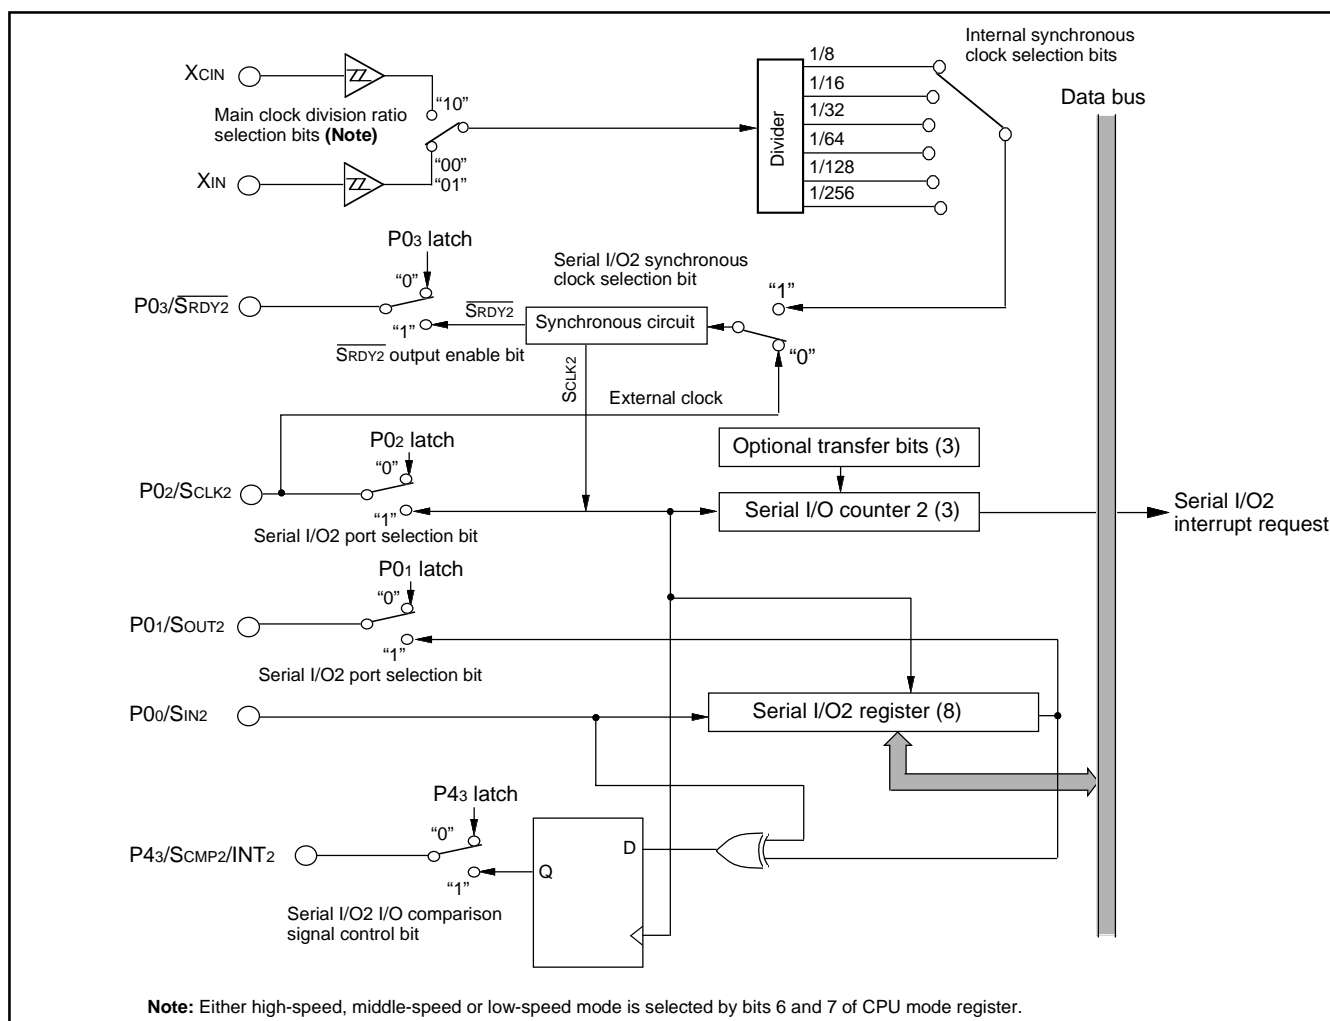 XCIN
Main clock division ratio
selection bits (Note)
XIN
“10”
“00”
“01”
Divider
1/8
1/16
1/32
1/64
1/128
1/256
Internal synchronous
clock selection bits
Data bus
P03 latch
“0”
P03/SRDY2
“1”
SRDY2
SRDY2 output enable bit
Serial I/O2 synchronous
clock selection bit
Synchronous circuit
“1”
“0”
SCLK2
External clock
P02 latch
“0”
P02/SCLK2
“1”
Serial I/O2 port selection bit
Optional transfer bits (3)
Serial I/O counter 2 (3)
Serial I/O2
interrupt request
P01 latch
“0”
P01/SOUT2
“1”
Serial I/O2 port selection bit
P00/SIN2
Serial I/O2 register (8)
P43 latch
“0”
P43/SCMP2/INT2
“1”
D
Q
Serial I/O2 I/O comparison
signal control bit
Note: Either high-speed, middle-speed or low-speed mode is selected by bits 6 and 7 of CPU mode register.